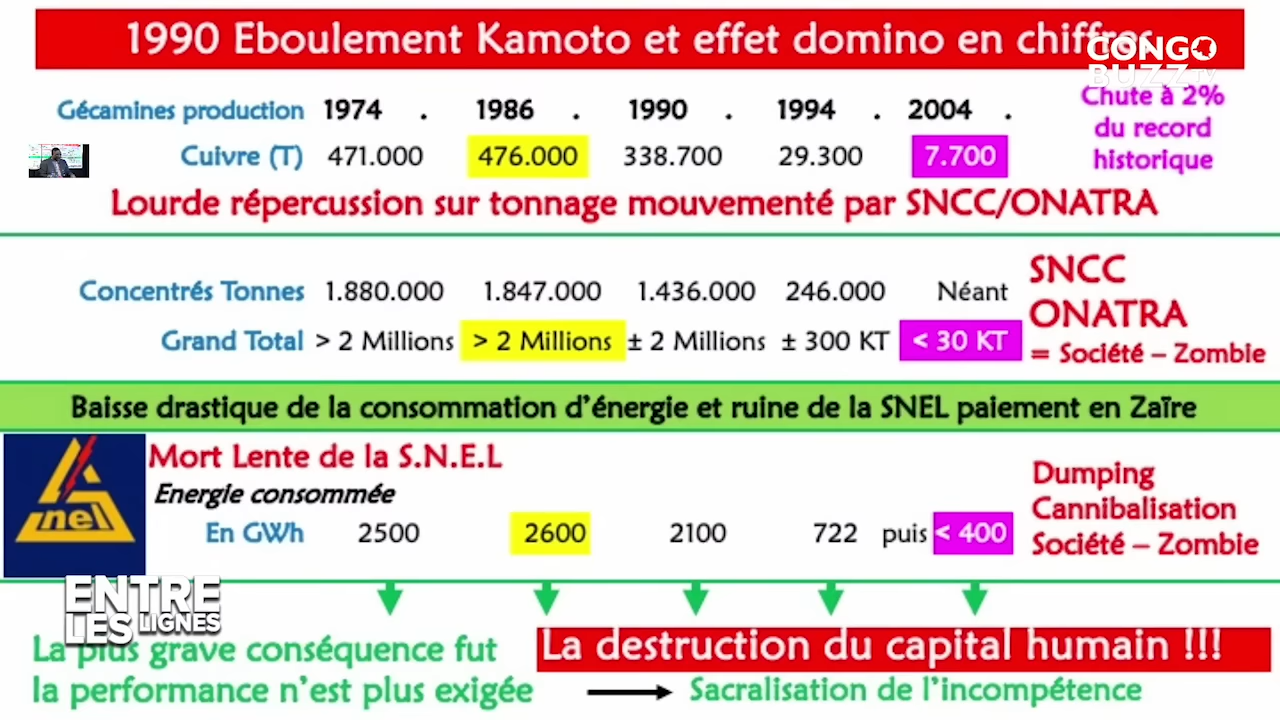 1990 Eboulement Kamoto et effet domino en chiffres
CONGO
BUZZ TV
Gécamines production 1974 . 1986 . 1990 . 1994 . 2004 .
Chute à 2%
du record
historique
Cuivre (T) 471.000 476.000 338.700 29.300 7.700
Lourde répercussion sur tonnage mouvementé par SNCC/ONATRA
Concentrés Tonnes 1.880.000 1.847.000 1.436.000 246.000 Néant
Grand Total > 2 Millions > 2 Millions ± 2 Millions ± 300 KT < 30 KT
SNCC
ONATRA
= Société – Zombie
Baisse drastique de la consommation d'énergie et ruine de la SNEL paiement en Zaïre
Snel
Mort Lente de la S.N.E.L
Energie consommée
En GWh 2500 2600 2100 722 puis < 400
Dumping
Cannibalisation
Société – Zombie
ENTRE
LES LIGNES
La plus grave conséquence fut
la performance n'est plus exigée
La destruction du capital humain !!!
Sacralisation de l'incompétence